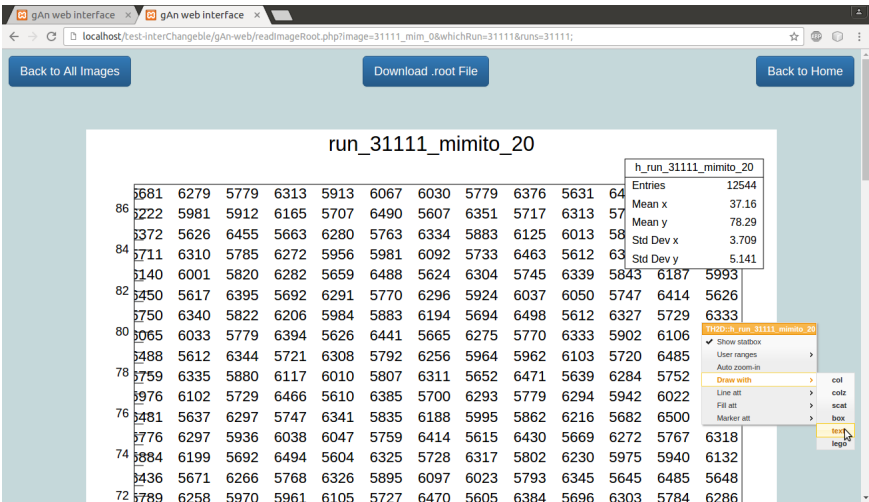 gAn web interface × gAn web interface ×
localhost/test-interChangeble/gAn-web/readImageRoot.php?image=31111_mim_0&whichRun=31111&runs=31111;
Back to All Images Download .root File Back to Home
run_31111_mimito_20
h_run_31111_mimito_20
Entries 12544
Mean x 37.16
Mean y 78.29
Std Dev x 3.709
Std Dev y 5.141
6279 5779 6313 5913 6067 6030 5779 6376 5631
86 5981 5912 6165 5707 6490 5607 6351 5717 6313
5626 6455 5663 6280 5763 6334 5883 6125 6013
84 6310 5785 6272 5956 5981 6092 5733 6463 5612
6001 5820 6282 5659 6488 5624 6304 5745 6339 5843 6187 5993
82 5617 6395 5692 6291 5770 6296 5924 6037 6050 5747 6414 5626
6340 5822 6206 5984 5883 6194 5694 6498 5612 6327 5729 6333
80 6033 5779 6394 5626 6441 5665 6275 5770 6333 5902 6106
5612 6344 5721 6308 5792 6256 5964 5962 6103 5720 6485
78 6335 5880 6117 6010 5807 6311 5652 6471 5639 6284 5752
6102 5729 6466 5610 6385 5700 6293 5779 6294 5942 6022
76 5637 6297 5747 6341 5835 6188 5995 5862 6216 5682 6500
6297 5936 6038 6047 5759 6414 5615 6430 5669 6272 5767 6318
74 6199 5692 6494 5604 6325 5728 6317 5802 6230 5975 5940 6132
5671 6266 5768 6326 5895 6097 6023 5793 6345 5645 6485 5648
72 6258 5970 5961 6105 5727 6470 5605 6384 5696 6303 5784 6286
TH2D::h_run_31111_mimito_20
Show statbox
User ranges
Auto zoom-in
Draw with
Line att
Fill att
Marker att
col
colz
scat
box
text
lego